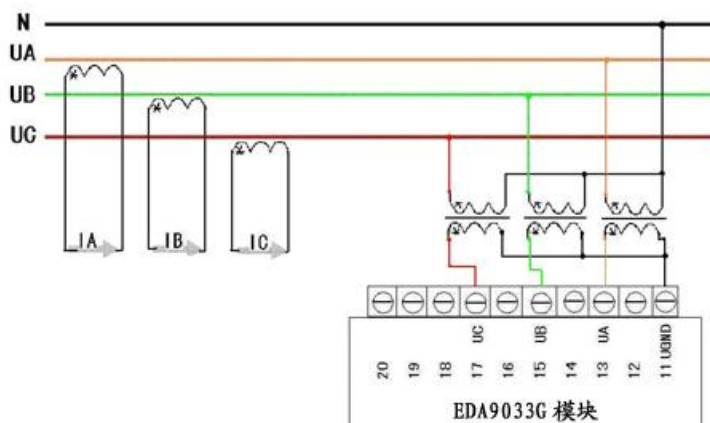 N
UA
UB
UC
IA IB IC
UC UB UA UGND
20 19 18 17 16 15 14 13 12 11
EDA9033G 模块